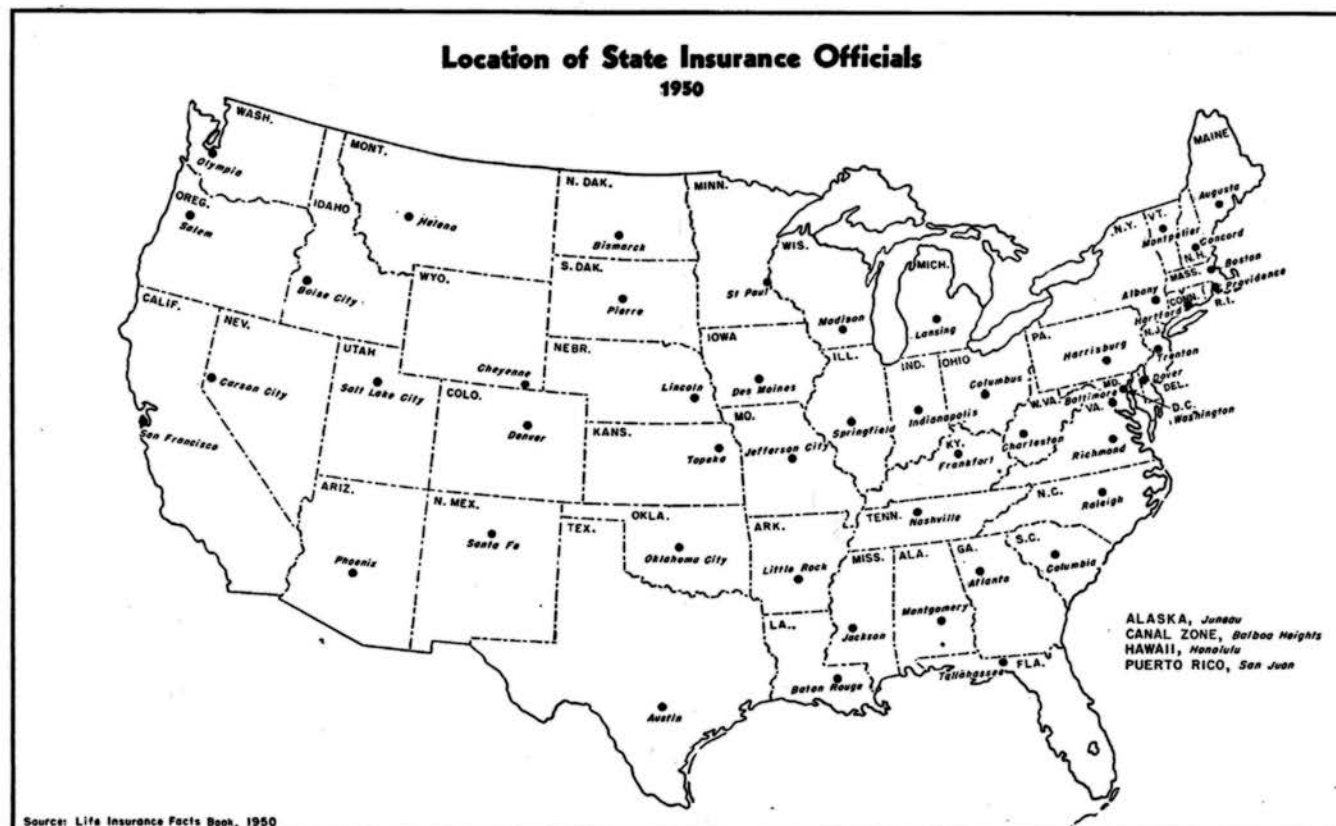 Location of State Insurance Officials
1950
WASH.
Olympia
MONT.
Helena
N. DAK.
Bismarck
MINN.
St Paul
MAINE
Augusta
OREG.
Salem
IDAHO
Boise City
WYO.
Cheyenne
S. DAK.
Pierre
WIS.
Madison
MICH.
Lansing
N.Y.
Albany
VT.
Montpelier
N.H.
Concord
MASS.
Boston
CONN.
Hartford
Providence
R.I.
CALIF.
San Francisco
NEV.
Carson City
UTAH
Salt Lake City
COLO.
Denver
NEBR.
Lincoln
IOWA
Des Moines
ILL.
Springfield
IND.
Indianapolis
OHIO
Columbus
PA.
Harrisburg
N.J.
Trenton
Dover
DEL.
MD.
Baltimore
D.C.
Washington
W.VA.
Charleston
VA.
Richmond
KANS.
Topeka
MO.
Jefferson City
KY.
Frankfort
ARIZ.
Phoenix
N. MEX.
Santa Fe
TEX.
Austin
OKLA.
Oklahoma City
ARK.
Little Rock
TENN.
Nashville
N.C.
Raleigh
S.C.
Columbia
MISS.
Jackson
ALA.
Montgomery
GA.
Atlanta
LA.
Baton Rouge
Tallahassee
FLA.
ALASKA, Juneau
CANAL ZONE, Balboa Heights
HAWAII, Honolulu
PUERTO RICO, San Juan
Source: Life Insurance Facts Book, 1950